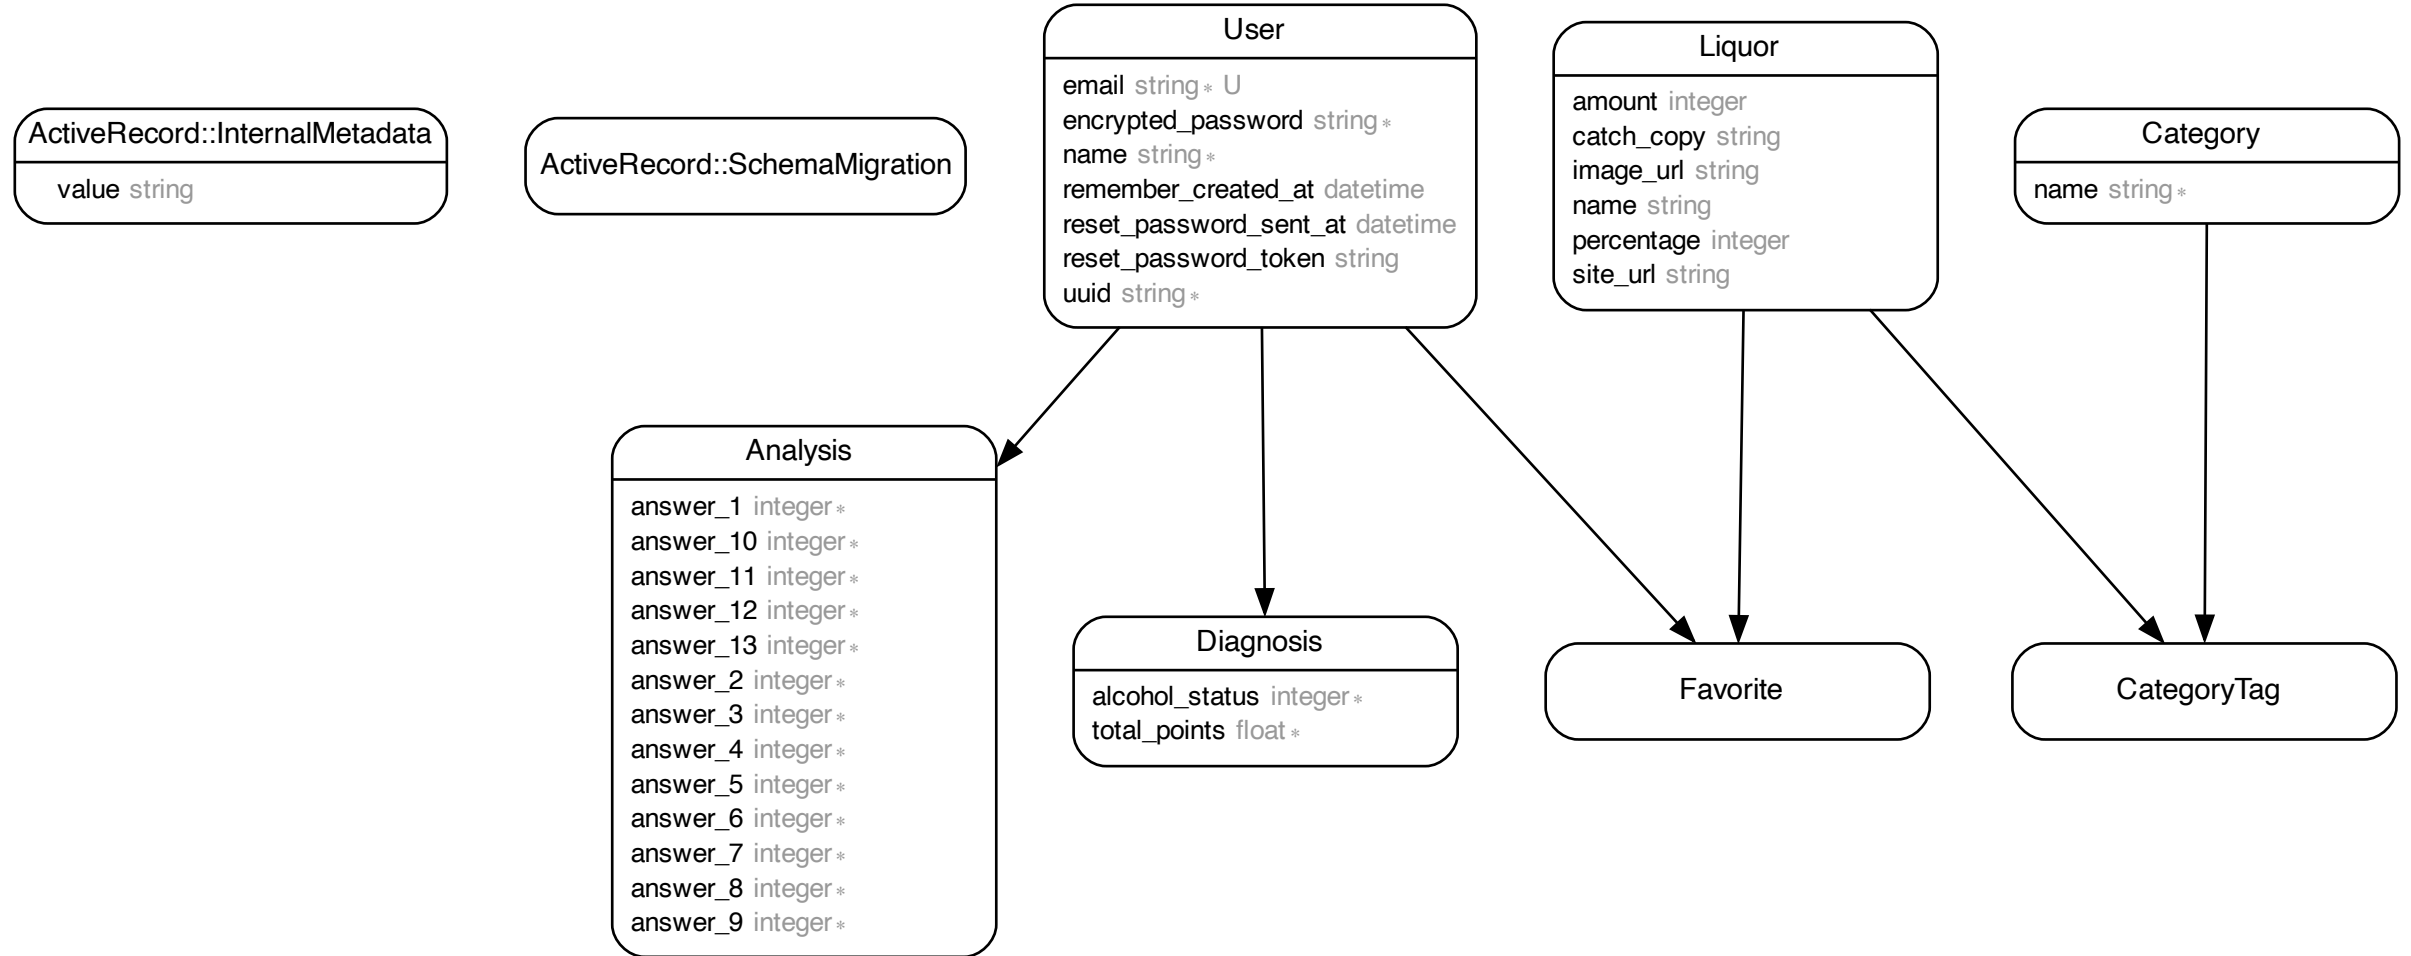 ActiveRecord::InternalMetadata
value string
ActiveRecord::SchemaMigration
User
email string∗ U
encrypted_password string∗
name string∗
remember_created_at datetime
reset_password_sent_at datetime
reset_password_token string
uuid string∗
Liquor
amount integer
catch_copy string
image_url string
name string
percentage integer
site_url string
Category
name string∗
Analysis
answer_1 integer∗
answer_10 integer∗
answer_11 integer∗
answer_12 integer∗
answer_13 integer∗
answer_2 integer∗
answer_3 integer∗
answer_4 integer∗
answer_5 integer∗
answer_6 integer∗
answer_7 integer∗
answer_8 integer∗
answer_9 integer∗
Diagnosis
alcohol_status integer∗
total_points float∗
Favorite
CategoryTag